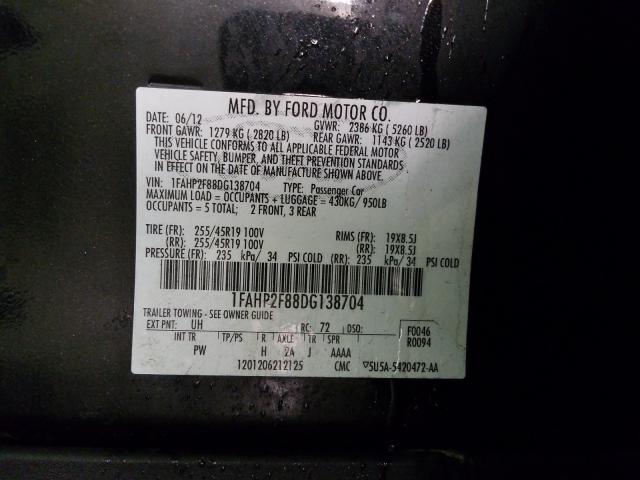 MFD. BY FORD MOTOR CO.
DATE: 06/12 GVWR: 2386 KG ( 5260 LB)
FRONT GAWR: 1279 KG ( 2820 LB) REAR GAWR: 1143 KG ( 2520 LB)
THIS VEHICLE CONFORMS TO ALL APPLICABLE FEDERAL MOTOR
VEHICLE SAFETY, BUMPER, AND THEFT PREVENTION STANDARDS
IN EFFECT ON THE DATE OF MANUFACTURE SHOWN ABOVE.
VIN: 1FAHP2F88DG138704 TYPE: Passenger Car
MAXIMUM LOAD = OCCUPANTS + LUGGAGE = 430KG/ 950LB
OCCUPANTS = 5 TOTAL; 2 FRONT, 3 REAR
TIRE (FR): 255/45R19 100V RIMS (FR): 19X8.5J
(RR): 255/45R19 100V (RR): 19X8.5J
PRESSURE (FR): 235 kPa/ 34 PSI COLD (RR): 235 kPa/ 34 PSI COLD
1FAHP2F88DG138704
TRAILER TOWING - SEE OWNER GUIDE
EXT PNT: UH RC: 72 DSO: F0046
INT TR TP/PS R AXLE TR SPR R0094
PW H 2A J AAAA
1201206212125 CMC ▽5U5A-5420472-AA